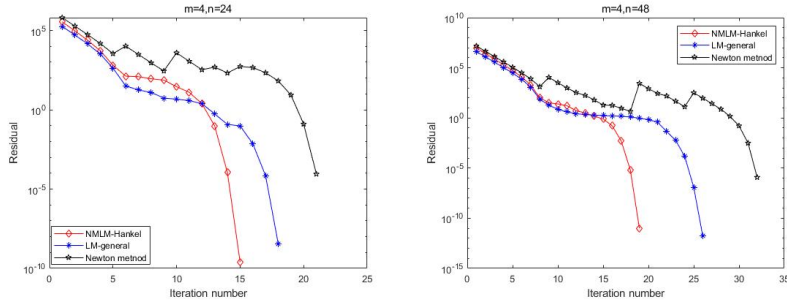 m=4,n=24
10^5
10^0
10^-5
10^-10
Residual
0
5
10
15
20
25
Iteration number
NMLM-Hankel
LM-general
Newton metnod
m=4,n=48
10^10
10^5
10^0
10^-5
10^-10
10^-15
Residual
0
5
10
15
20
25
30
35
Iteration number
NMLM-Hankel
LM-general
Newton metnod